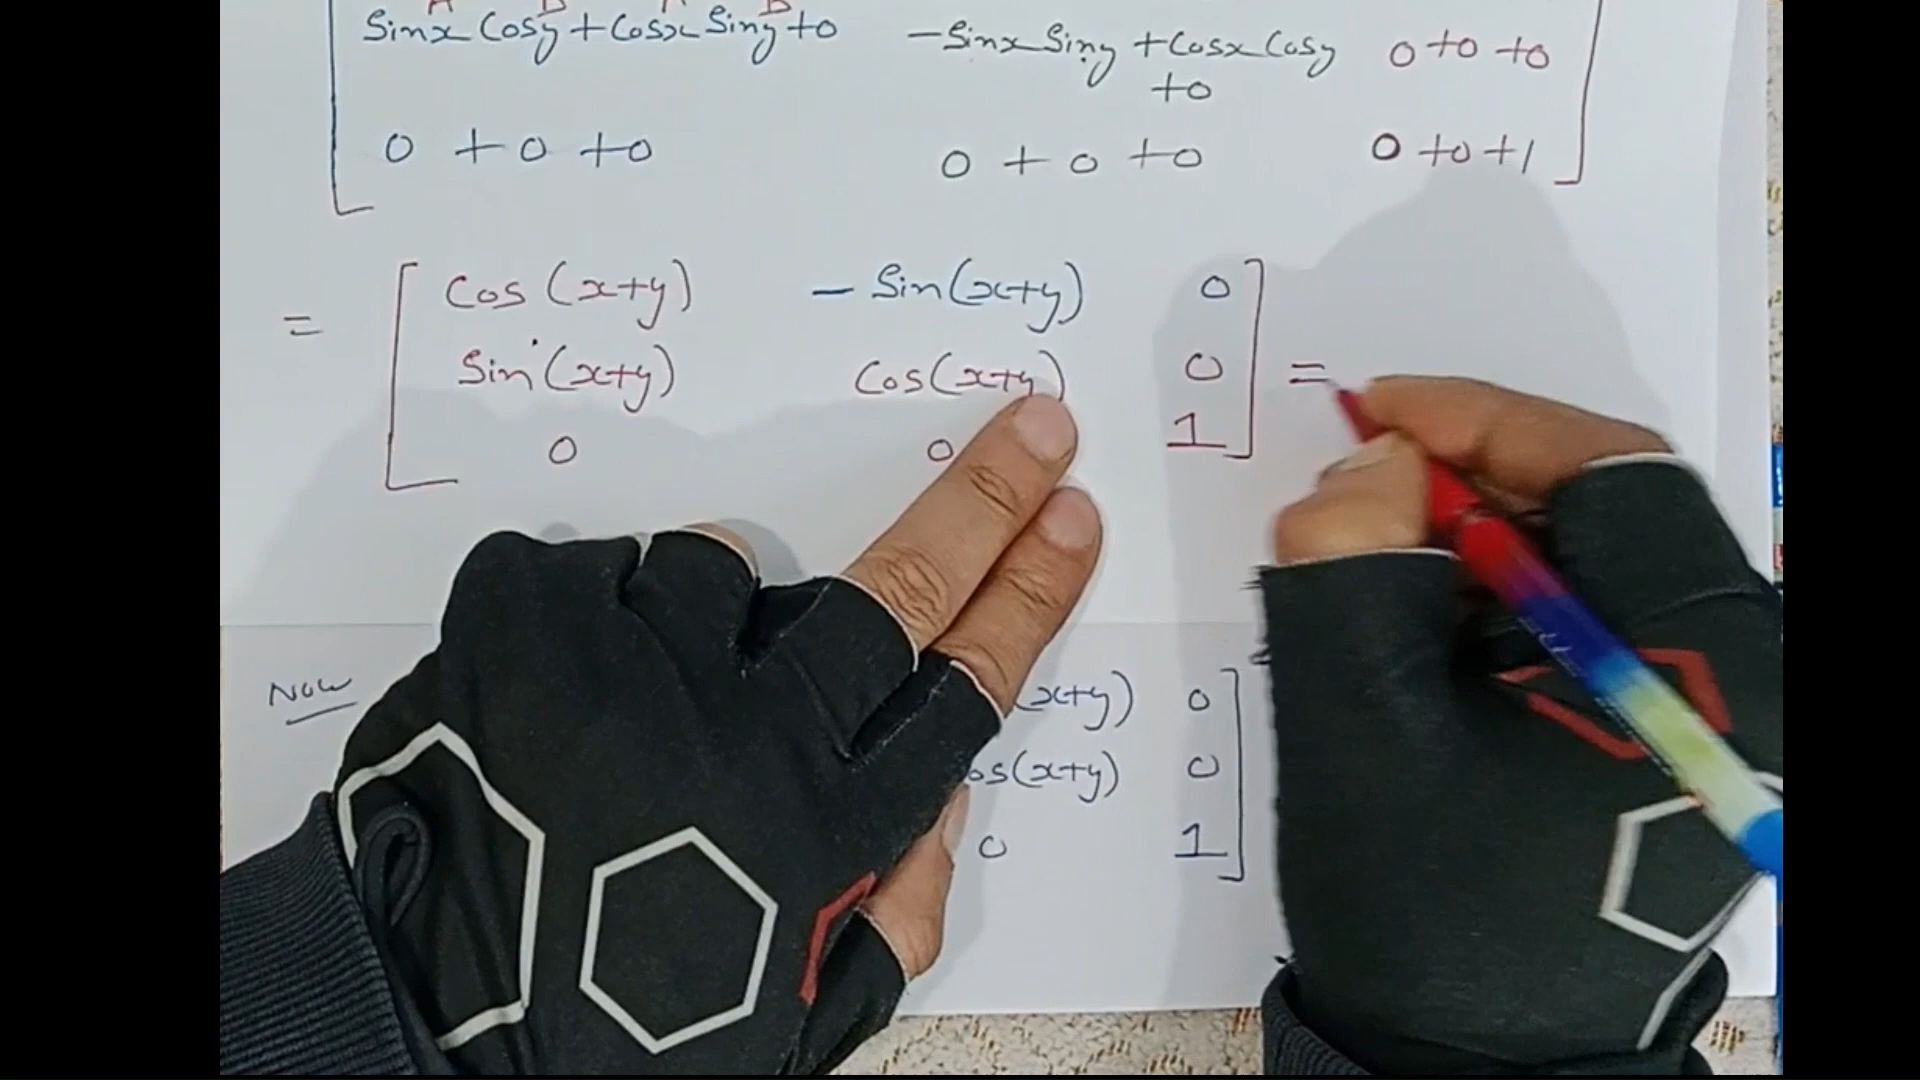 A B A B
Sinx Cosy + Cosx Siny + 0 -Sinx Siny + Cosx Cosy + 0 0 + 0 + 0
0 + 0 + 0 0 + 0 + 0 0 + 0 + 1
= [ Cos (x+y) - Sin (x+y) 0
Sin (x+y) Cos (x+y) 0
0 0 1 ] =
Now (x+y) 0
os(x+y) 0
0 1 ]